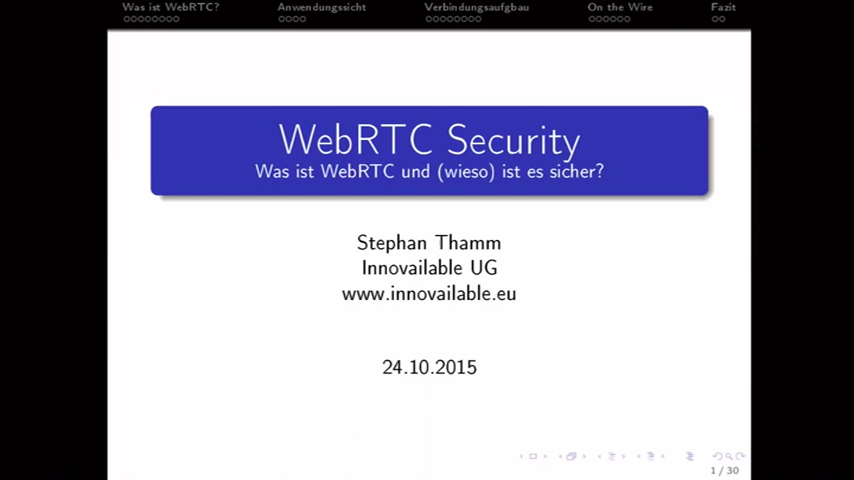 Was ist WebRTC? Anwendungssicht Verbindungsaufgbau On the Wire Fazit
WebRTC Security
Was ist WebRTC und (wieso) ist es sicher?
Stephan Thamm
Innovailable UG
www.innovailable.eu
24.10.2015
1 / 30